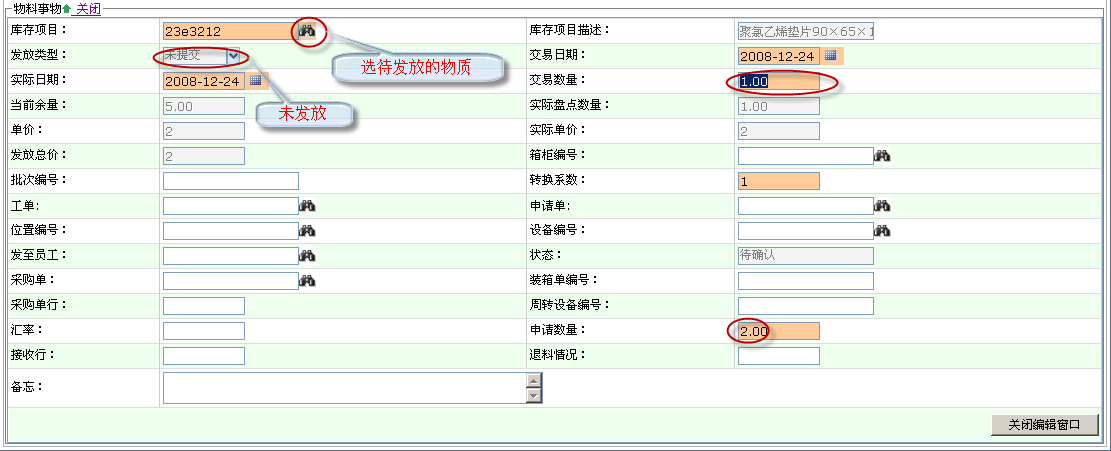 物料事物 关闭
库存项目： 23e3212 库存项目描述： 聚氯乙烯垫片90×65×1
发放类型： 未提交 交易日期： 2008-12-24
选待发放的物质
实际日期： 2008-12-24 交易数量： 1.00
当前余量： 5.00 实际盘点数量： 1.00
未发放
单价： 2 实际单价： 2
发放总价： 2 箱柜编号：
批次编号： 转换系数： 1
工单： 申请单：
位置编号： 设备编号：
发至员工： 状态： 待确认
采购单： 装箱单编号：
采购单行： 周转设备编号：
汇率： 申请数量： 2.00
接收行： 退料情况：
备忘：
关闭编辑窗口